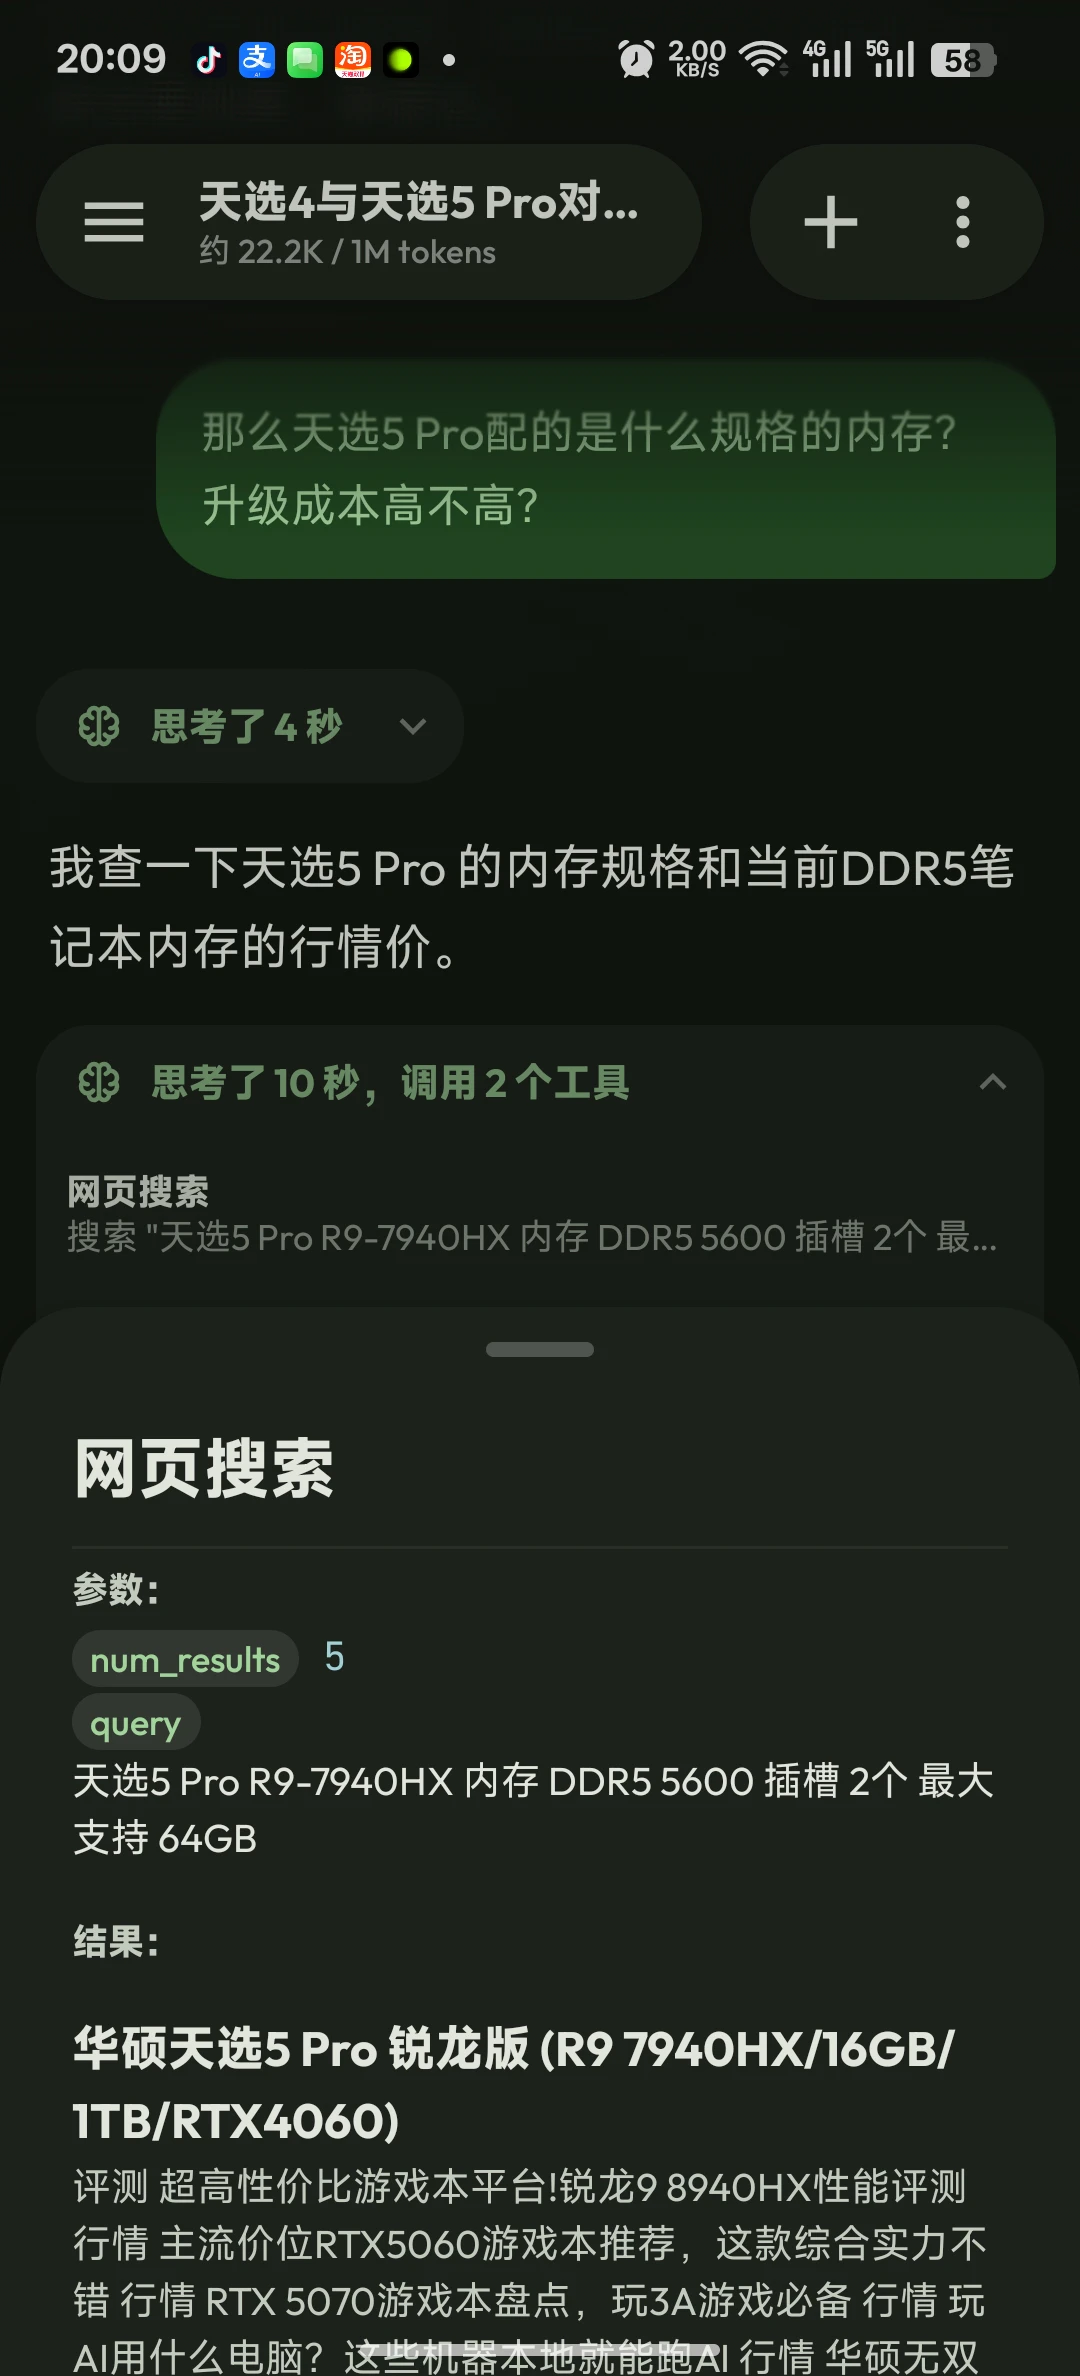 20:09
2.00
KB/S
4G
5G
58
天选4与天选5 Pro对...
约 22.2K / 1M tokens
那么天选5 Pro配的是什么规格的内存？
升级成本高不高？
思考了 4 秒
我查一下天选5 Pro 的内存规格和当前DDR5笔
记本内存的行情价。
思考了 10 秒，调用 2 个工具
网页搜索
搜索 "天选5 Pro R9-7940HX 内存 DDR5 5600 插槽 2个 最...
网页搜索
参数：
num_results 5
query
天选5 Pro R9-7940HX 内存 DDR5 5600 插槽 2个 最大
支持 64GB
结果：
华硕天选5 Pro 锐龙版 (R9 7940HX/16GB/
1TB/RTX4060)
评测 超高性价比游戏本平台!锐龙9 8940HX性能评测
行情 主流价位RTX5060游戏本推荐，这款综合实力不
错 行情 RTX 5070游戏本盘点，玩3A游戏必备 行情 玩
AI用什么电脑？这些机器本地就能跑AI 行情 华硕无双